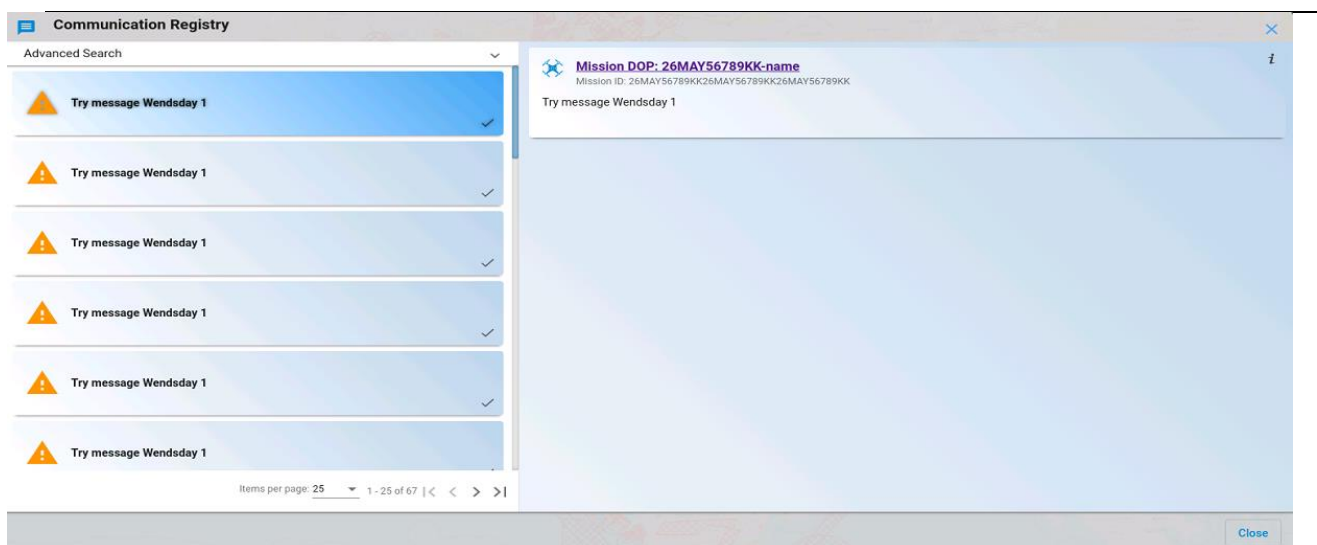 Communication Registry
Advanced Search
Try message Wendsday 1
Try message Wendsday 1
Try message Wendsday 1
Try message Wendsday 1
Try message Wendsday 1
Try message Wendsday 1
Items per page: 25 1 - 25 of 67
Mission DOP: 26MAY56789KK-name
Mission ID: 26MAY56789KK26MAY56789KK26MAY56789KK
Try message Wendsday 1
i
Close